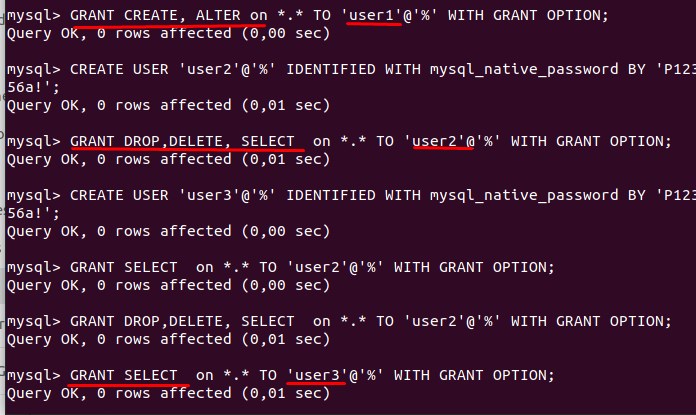 mysql> GRANT CREATE, ALTER on *.* TO 'user1'@'%' WITH GRANT OPTION;
Query OK, 0 rows affected (0,00 sec)
mysql> CREATE USER 'user2'@'%' IDENTIFIED WITH mysql_native_password BY 'P123
56a!';
Query OK, 0 rows affected (0,01 sec)
mysql> GRANT DROP,DELETE, SELECT  on *.* TO 'user2'@'%' WITH GRANT OPTION;
Query OK, 0 rows affected (0,01 sec)
mysql> CREATE USER 'user3'@'%' IDENTIFIED WITH mysql_native_password BY 'P123
56a!';
Query OK, 0 rows affected (0,00 sec)
mysql> GRANT SELECT  on *.* TO 'user2'@'%' WITH GRANT OPTION;
Query OK, 0 rows affected (0,00 sec)
mysql> GRANT DROP,DELETE, SELECT  on *.* TO 'user2'@'%' WITH GRANT OPTION;
Query OK, 0 rows affected (0,01 sec)
mysql> GRANT SELECT  on *.* TO 'user3'@'%' WITH GRANT OPTION;
Query OK, 0 rows affected (0,01 sec)